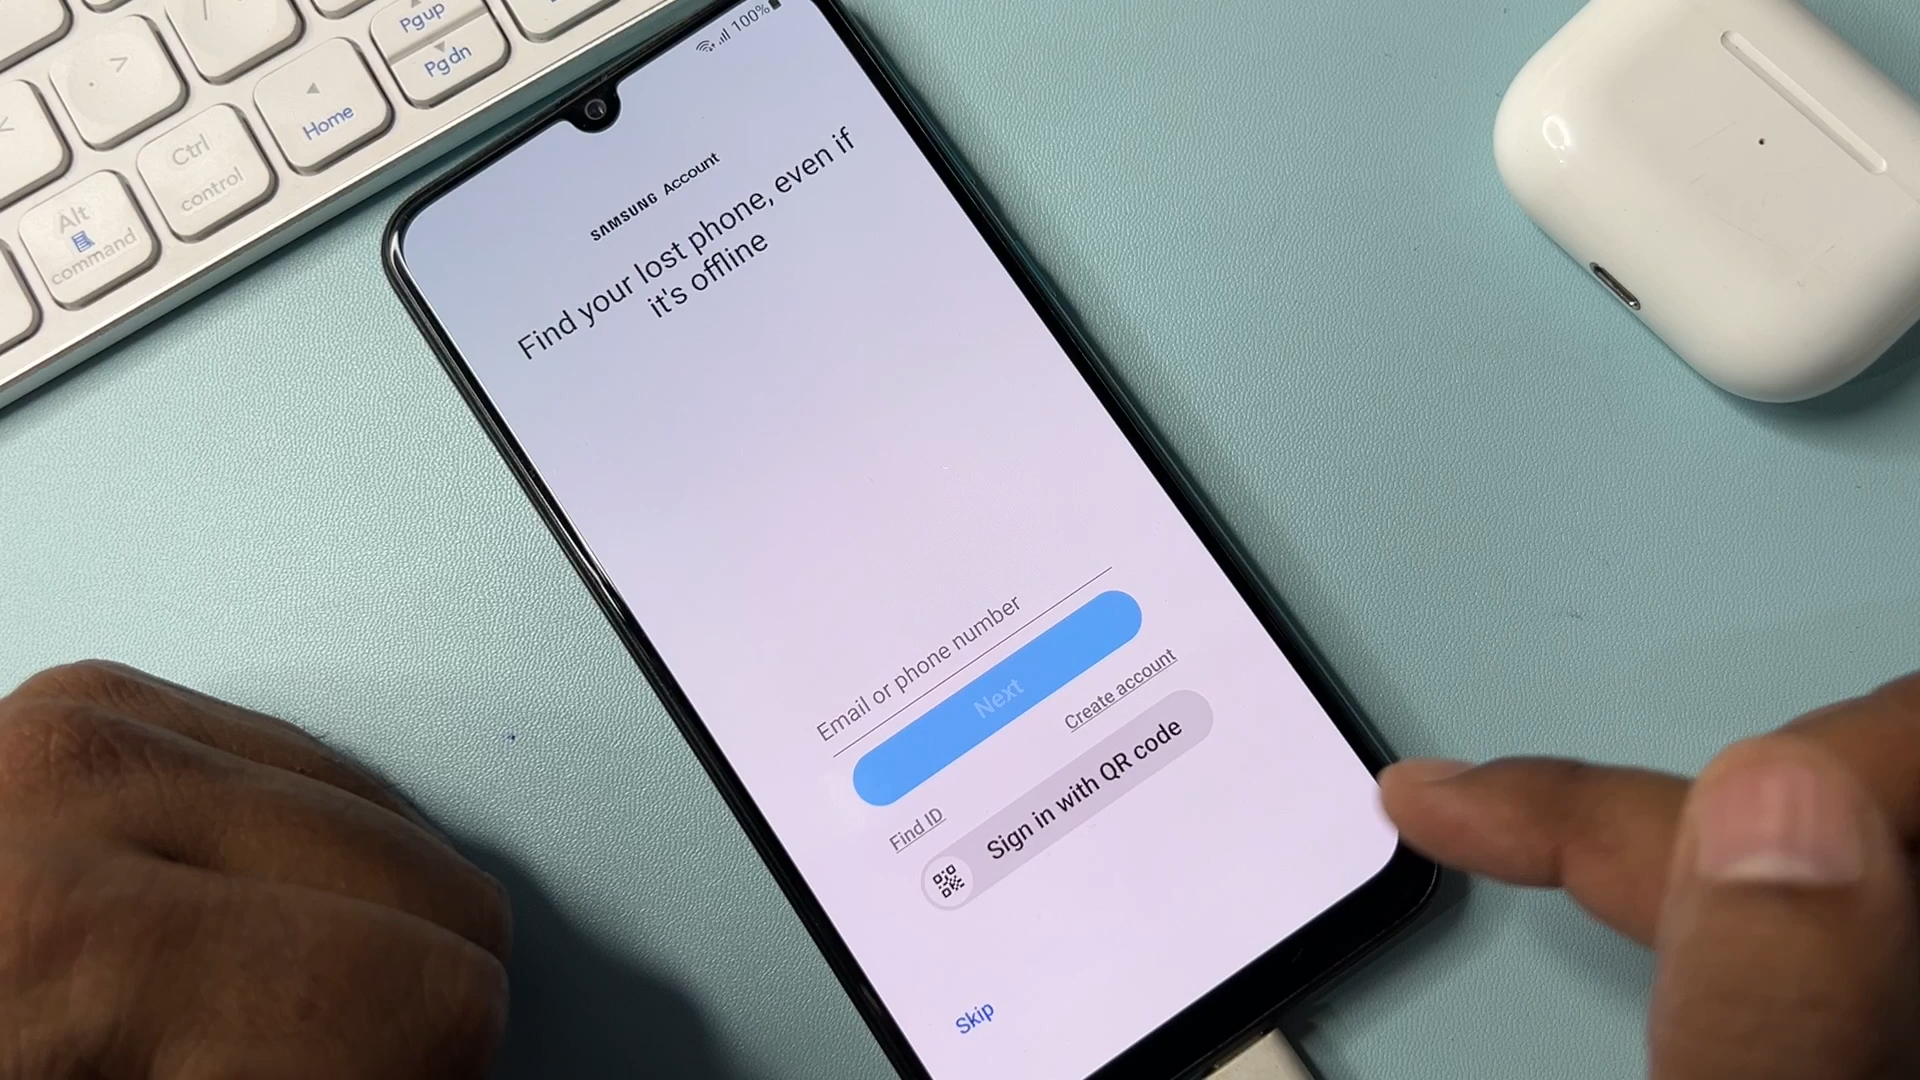 Pgup
Pgdn
>
Home
Ctrl
control
Alt
command
<
100%
SAMSUNG Account
Find your lost phone, even if
it's offline
Email or phone number
Next
Find ID
Create account
Sign in with QR code
Skip